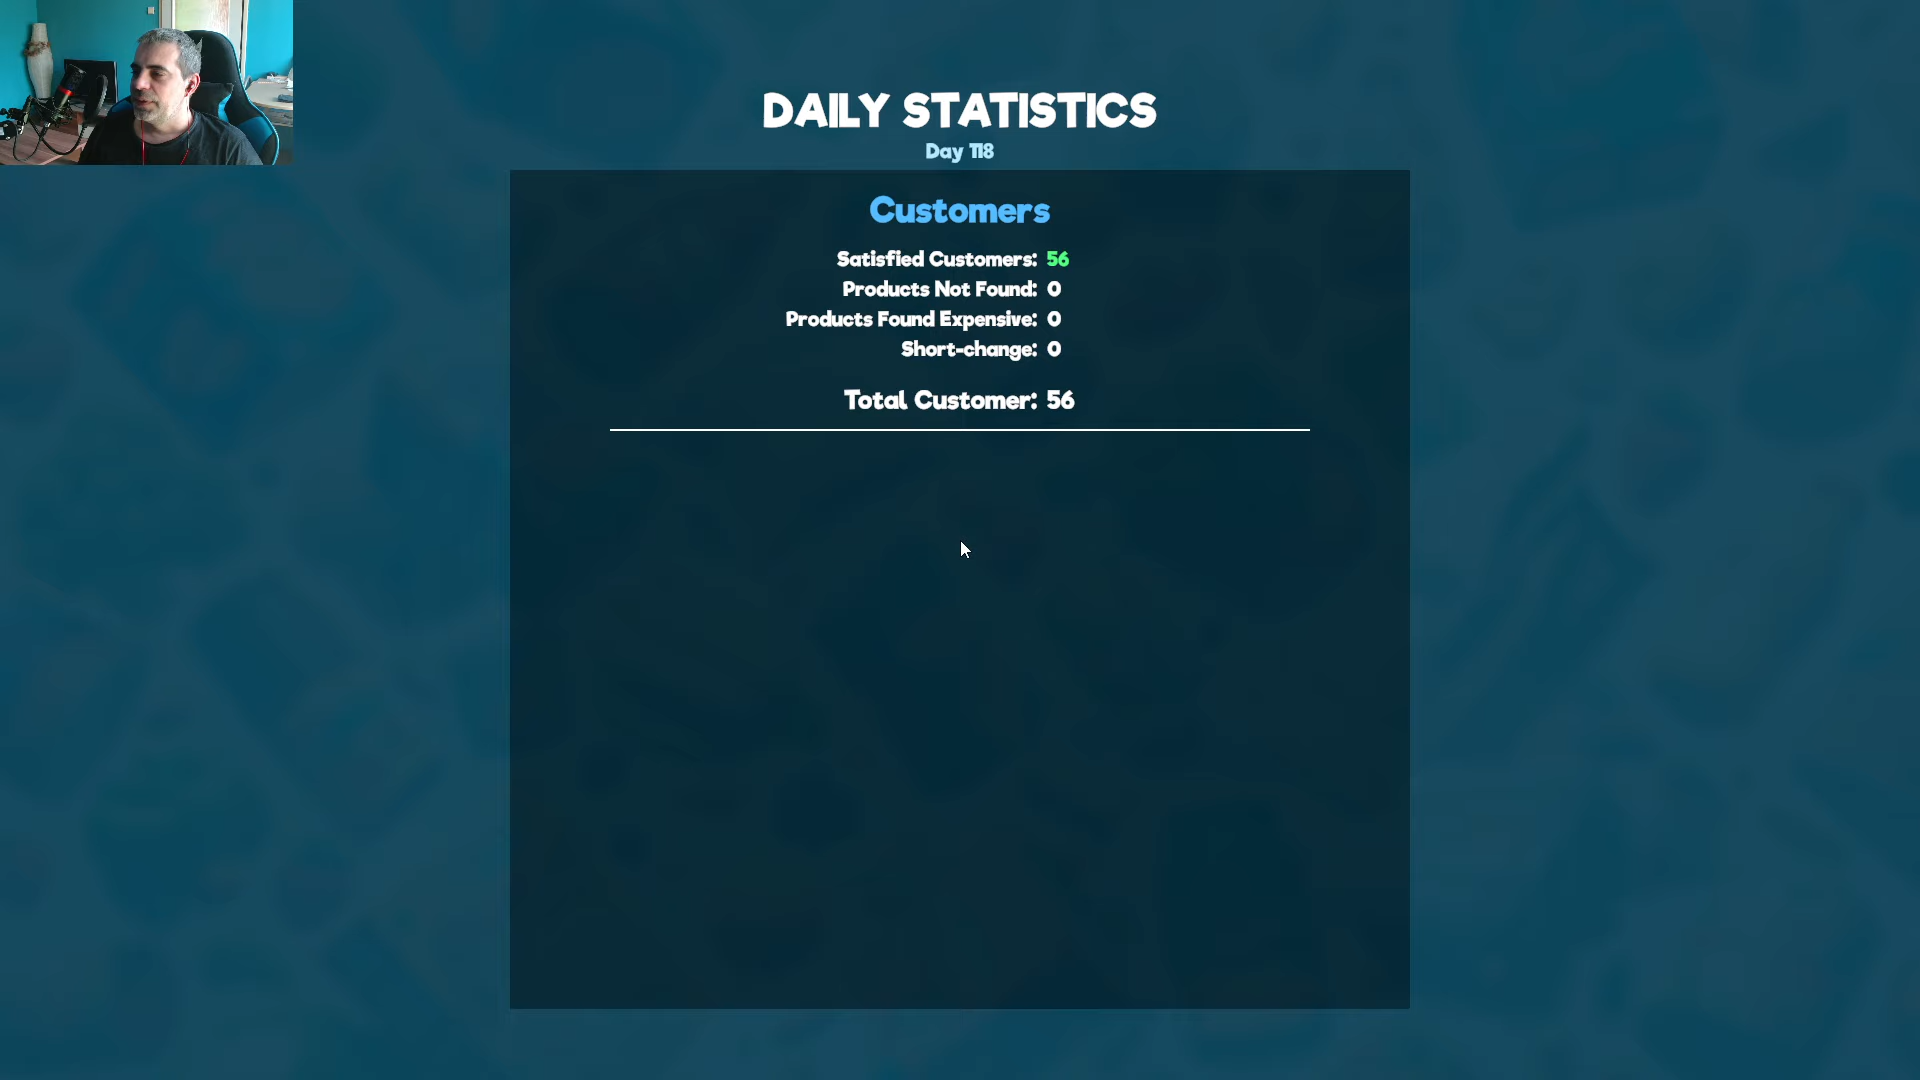 DAILY STATISTICS
Day 118
Customers
Satisfied Customers: 56
Products Not Found: 0
Products Found Expensive: 0
Short-change: 0
Total Customer: 56